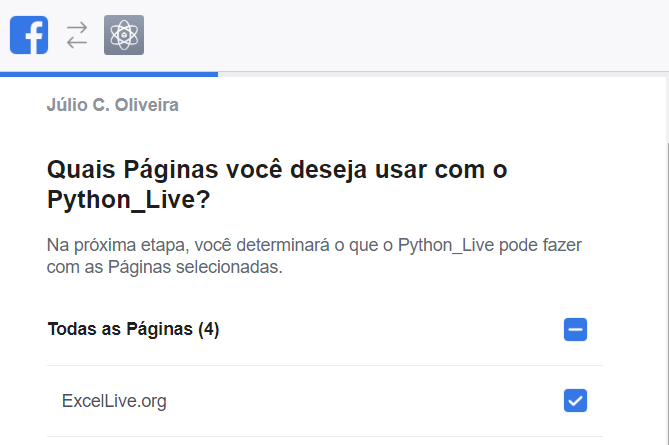 Júlio C. Oliveira
Quais Páginas você deseja usar com o
Python_Live?
Na próxima etapa, você determinará o que o Python_Live pode fazer
com as Páginas selecionadas.
Todas as Páginas (4)
ExcelLive.org